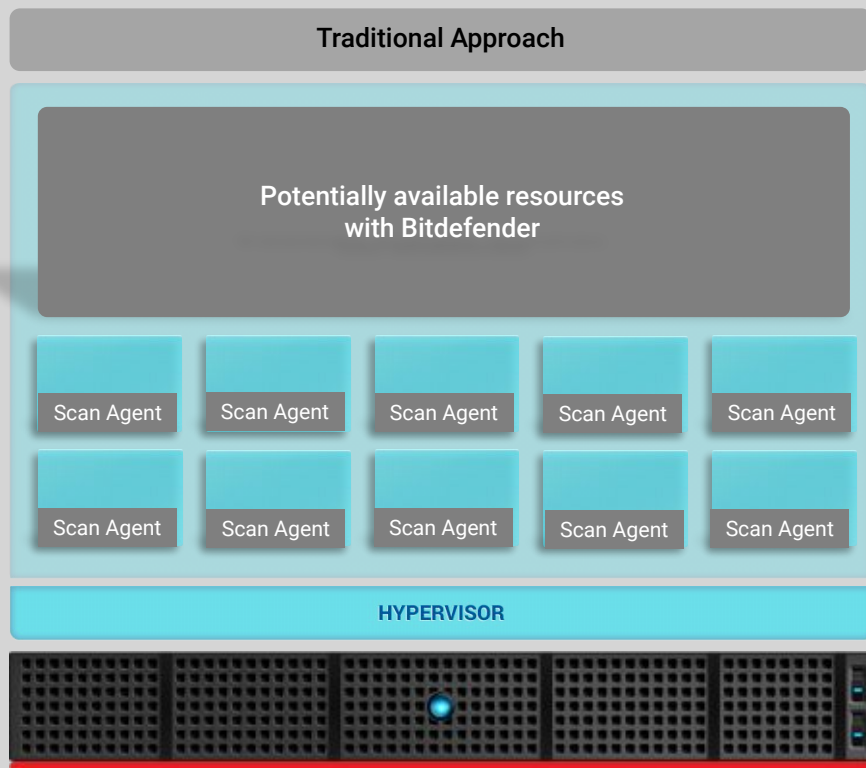 Traditional Approach
Potentially available resources
with Bitdefender
Scan Agent
Scan Agent
Scan Agent
Scan Agent
Scan Agent
Scan Agent
Scan Agent
Scan Agent
Scan Agent
Scan Agent
HYPERVISOR